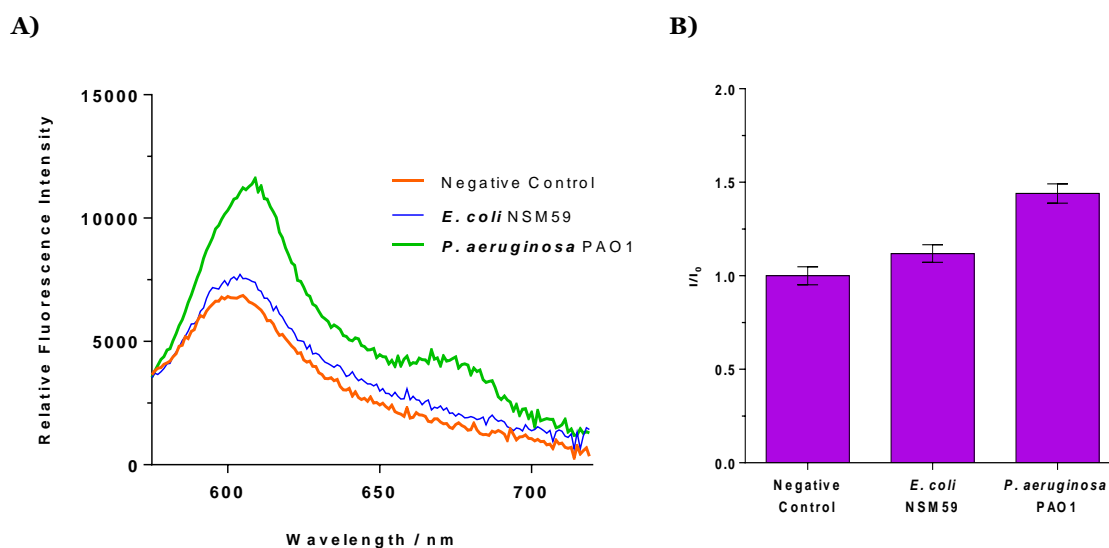 A)
B)
Relative Fluorescence Intensity
15000
10000
5000
0
600
650
700
Wavelength / nm
Negative Control
E. coli NSM59
P. aeruginosa PAO1
I/I0
2.0
1.5
1.0
0.5
0.0
Negative
Control
E. coli
NSM59
P. aeruginosa
PAO1